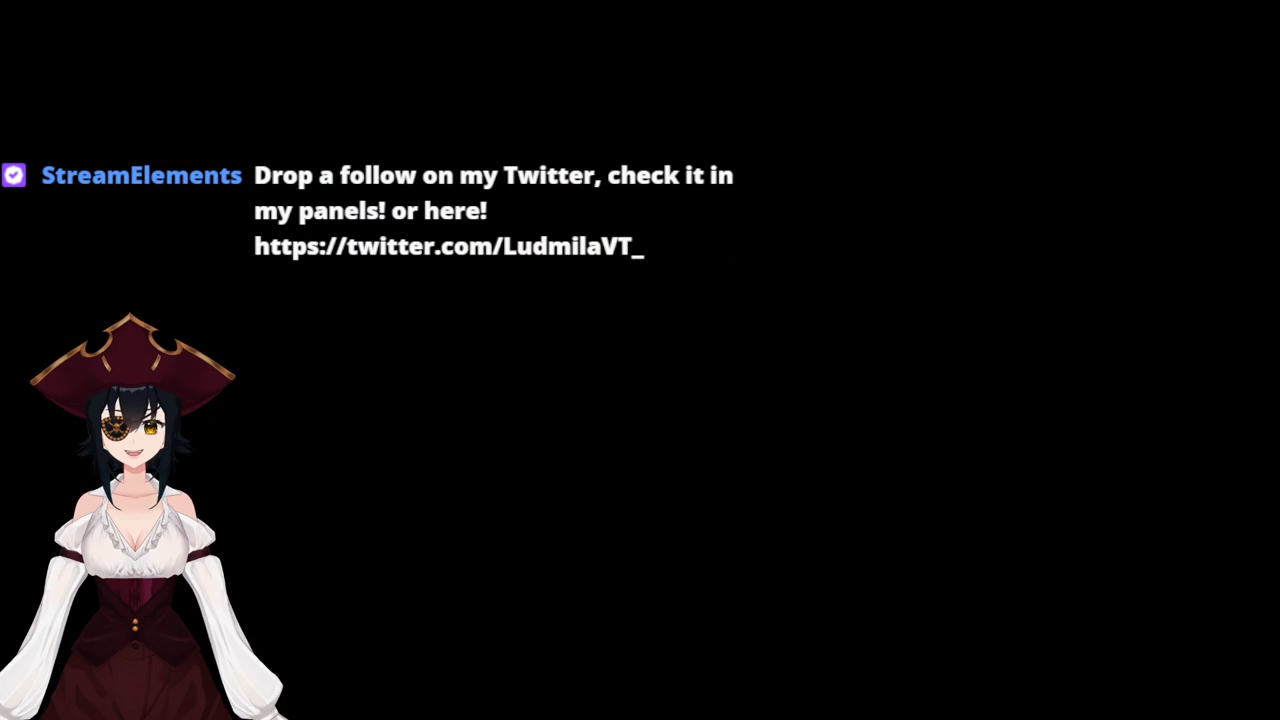 StreamElements Drop a follow on my Twitter, check it in
my panels! or here!
https://twitter.com/LudmilaVT_